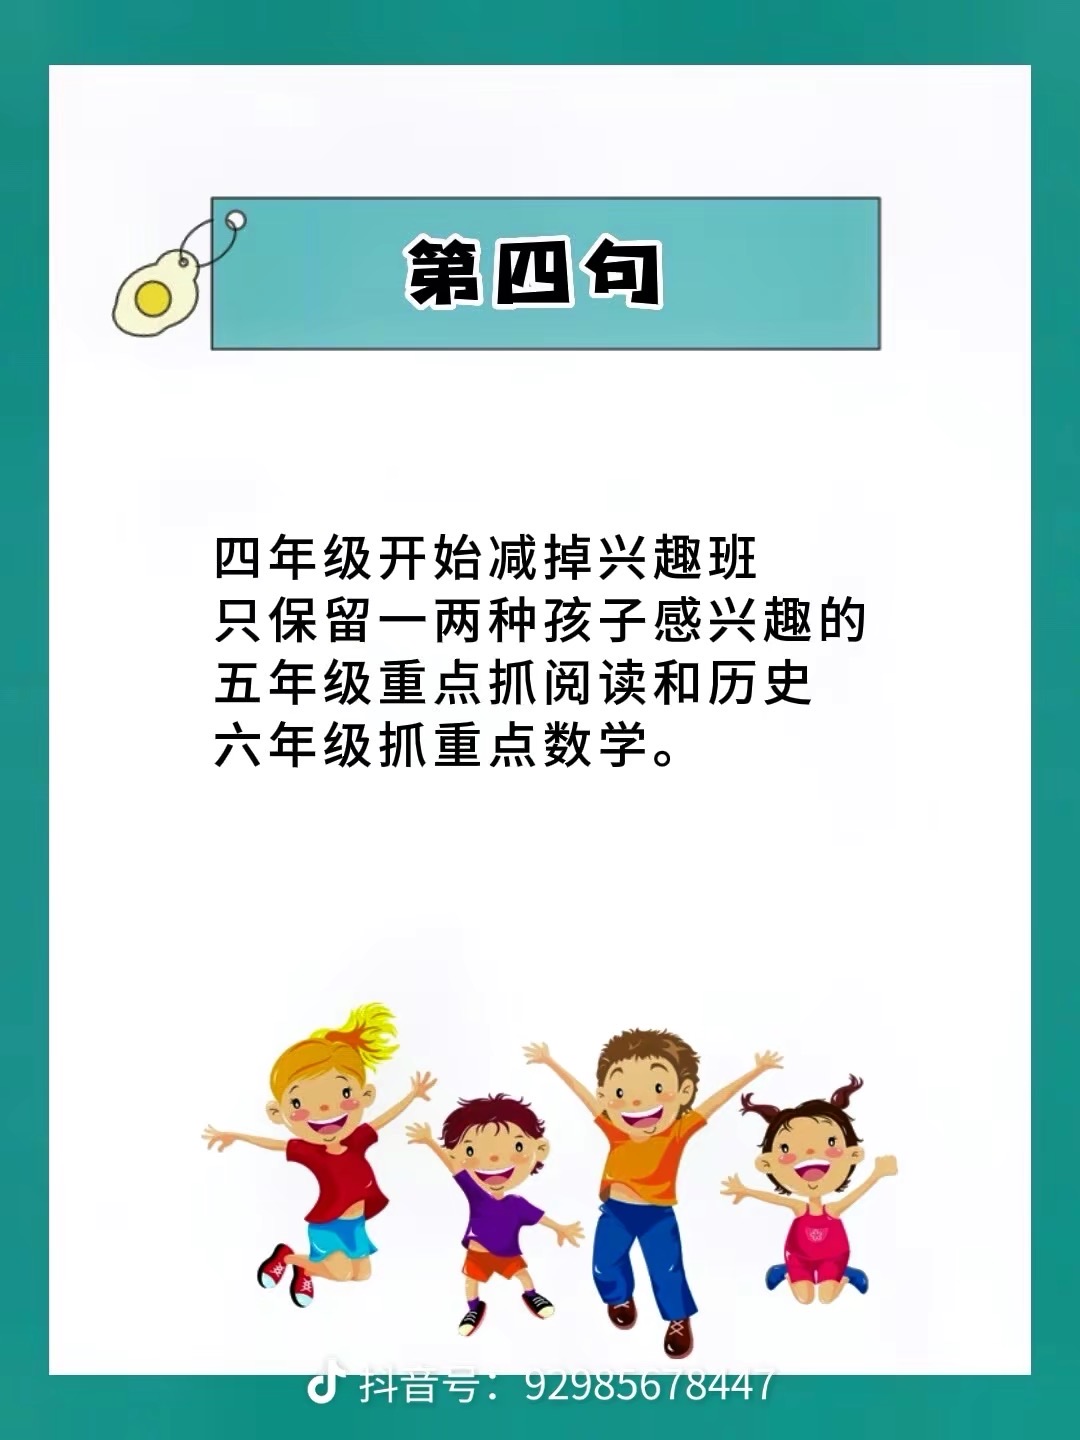 第四句
四年级开始减掉兴趣班
只保留一两种孩子感兴趣的
五年级重点抓阅读和历史
六年级抓重点数学。
抖音号：92985678447